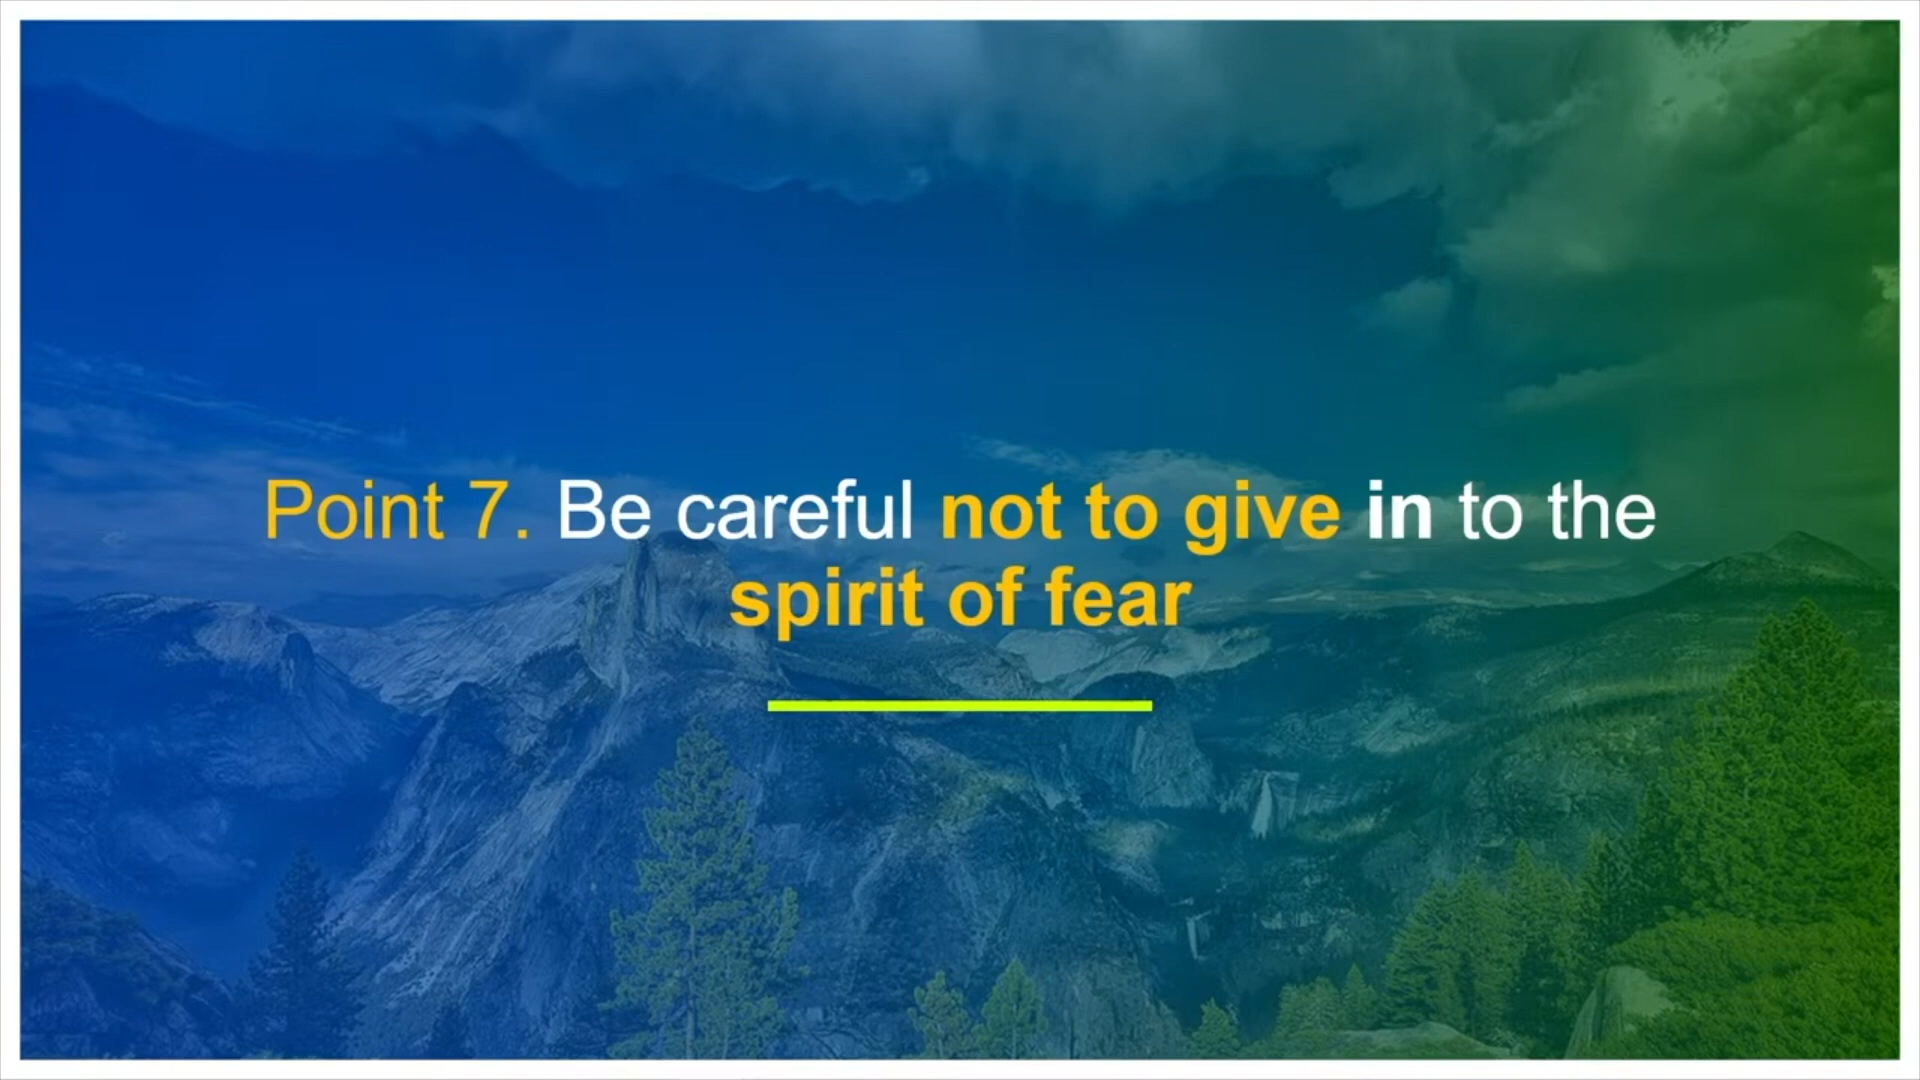 Point 7. Be careful not to give in to the
spirit of fear